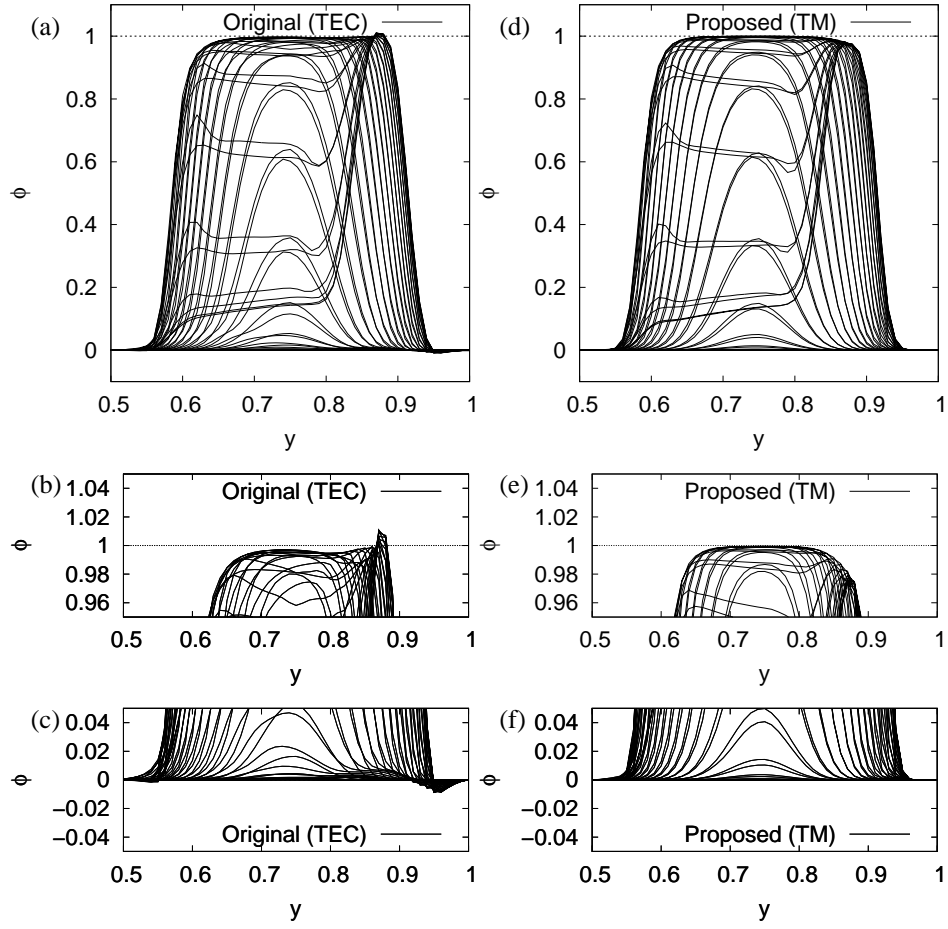 (a)
Original (TEC)
1
0.8
0.6
0.4
0.2
0
ϕ
0.5 0.6 0.7 0.8 0.9 1
y
(d)
Proposed (TM)
1
0.8
0.6
0.4
0.2
0
ϕ
0.5 0.6 0.7 0.8 0.9 1
y
(b)
Original (TEC)
1.04
1.02
1
0.98
0.96
ϕ
0.5 0.6 0.7 0.8 0.9 1
y
(e)
Proposed (TM)
1.04
1.02
1
0.98
0.96
ϕ
0.5 0.6 0.7 0.8 0.9 1
y
(c)
0.04
0.02
0
−0.02
−0.04
ϕ
Original (TEC)
0.5 0.6 0.7 0.8 0.9 1
y
(f)
0.04
0.02
0
−0.02
−0.04
ϕ
Proposed (TM)
0.5 0.6 0.7 0.8 0.9 1
y